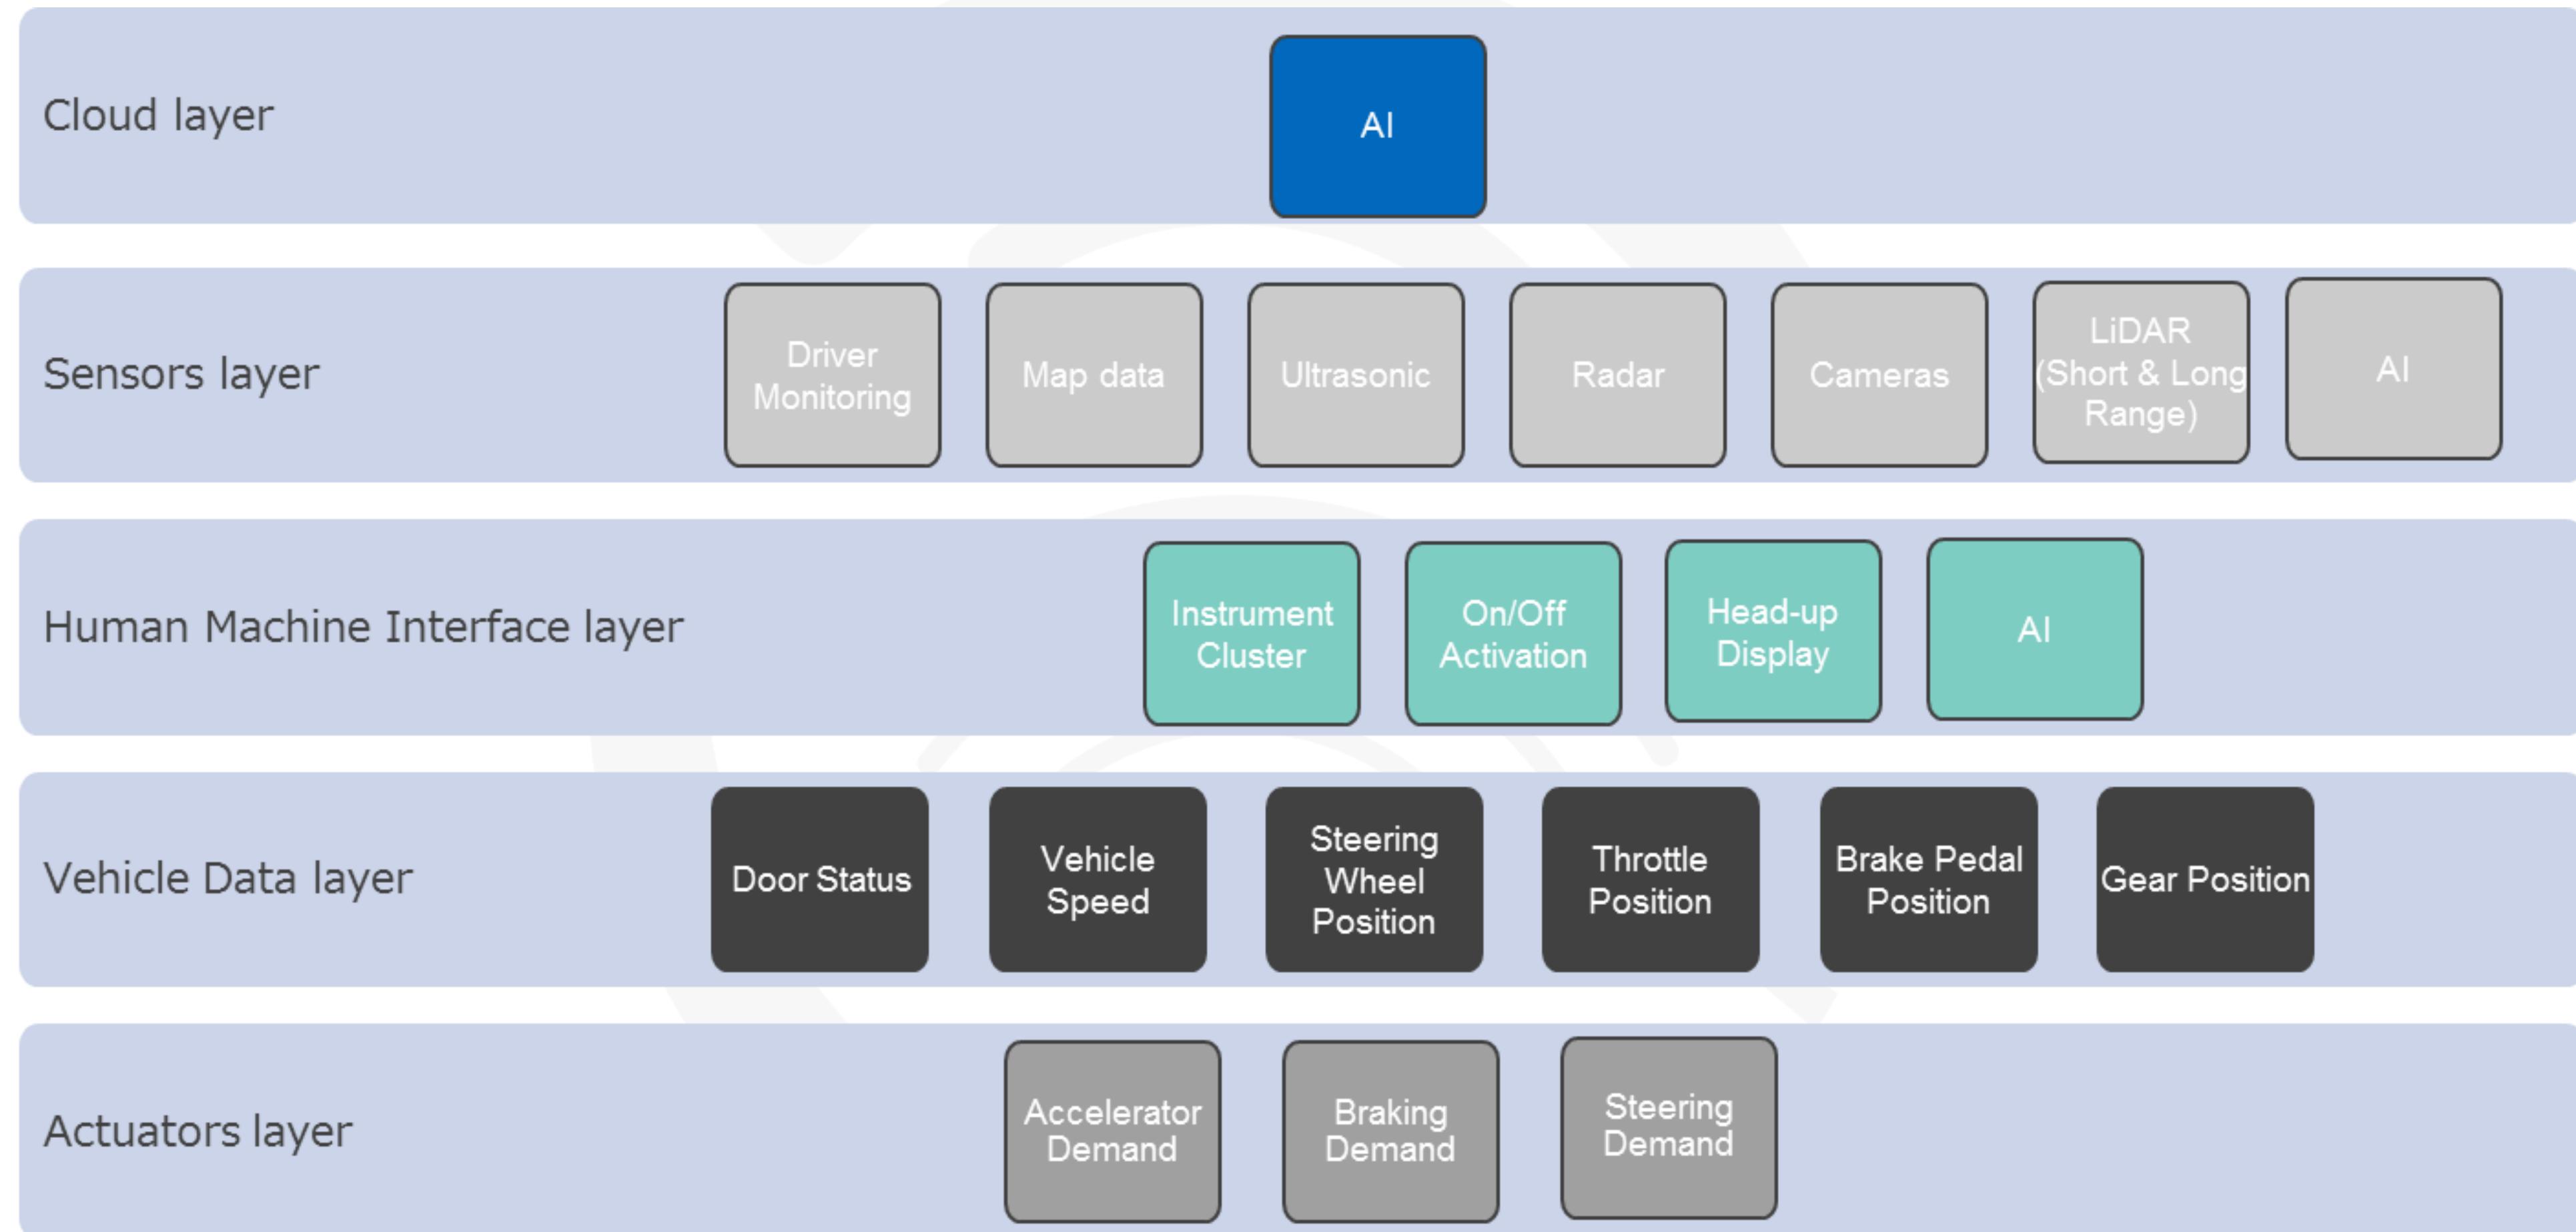 Cloud layer
AI
Sensors layer
Driver
Monitoring
Map data
Ultrasonic
Radar
Cameras
LiDAR
(Short & Long
Range)
AI
Human Machine Interface layer
Instrument
Cluster
On/Off
Activation
Head-up
Display
AI
Vehicle Data layer
Door Status
Vehicle
Speed
Steering
Wheel
Position
Throttle
Position
Brake Pedal
Position
Gear Position
Actuators layer
Accelerator
Demand
Braking
Demand
Steering
Demand